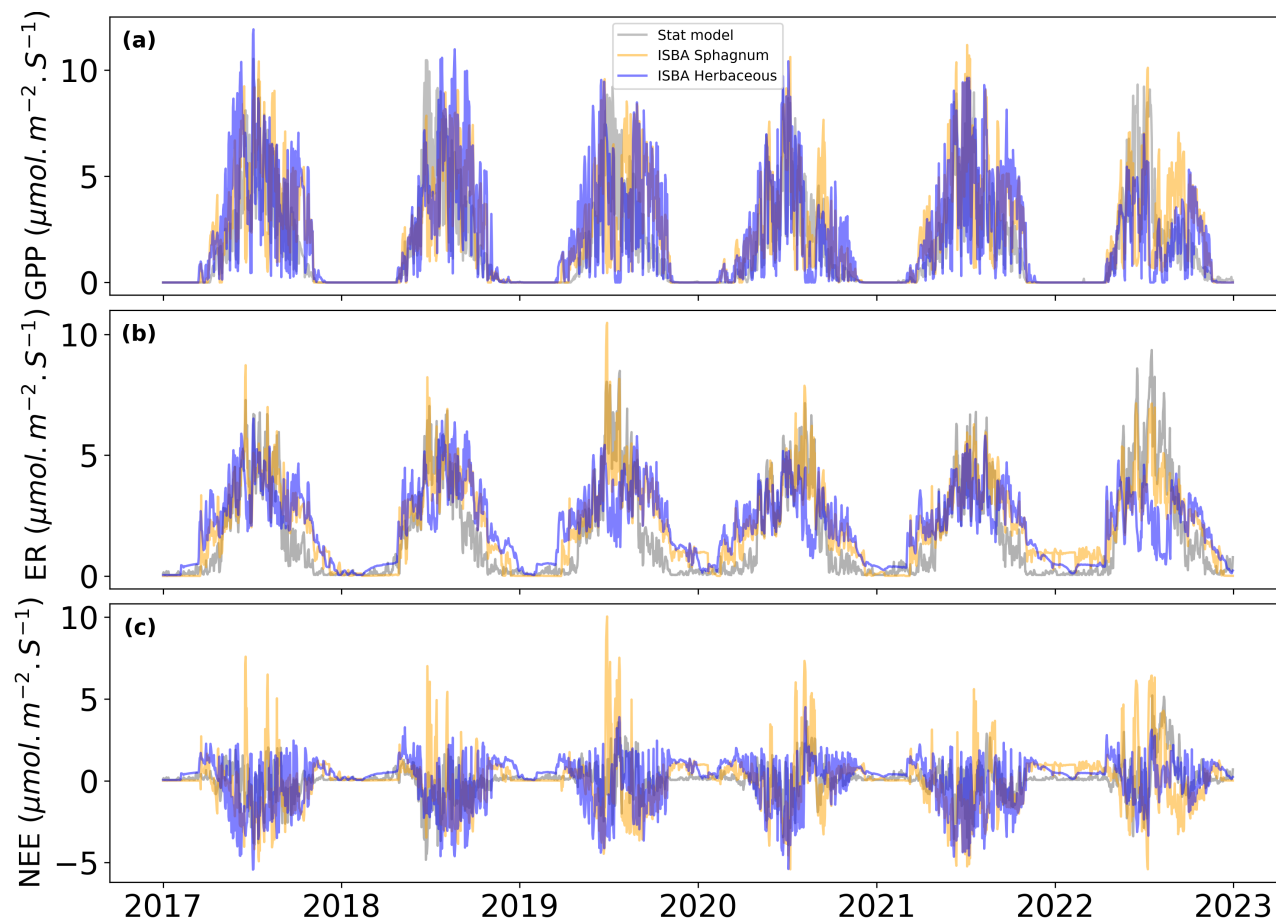 (a)
Stat model
ISBA Sphagnum
ISBA Herbaceous
GPP (μmol. m⁻². S⁻¹)
10
5
0
(b)
ER (μmol. m⁻². S⁻¹)
10
5
0
(c)
NEE (μmol. m⁻². S⁻¹)
10
5
0
−5
2017 2018 2019 2020 2021 2022 2023